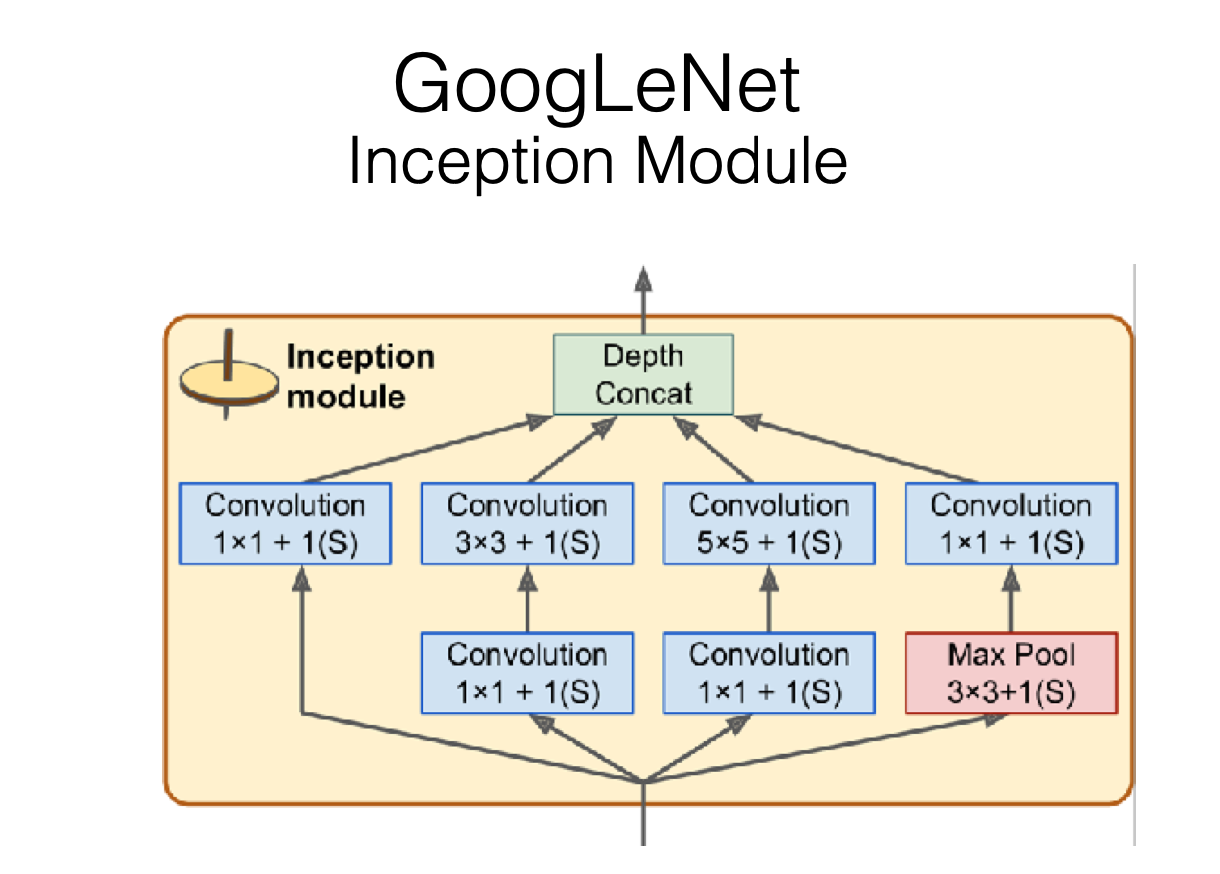 GoogLeNet
Inception Module
Inception
module
Depth
Concat
Convolution
1×1 + 1(S)
Convolution
3×3 + 1(S)
Convolution
5×5 + 1(S)
Convolution
1×1 + 1(S)
Convolution
1×1 + 1(S)
Convolution
1×1 + 1(S)
Max Pool
3×3+1(S)